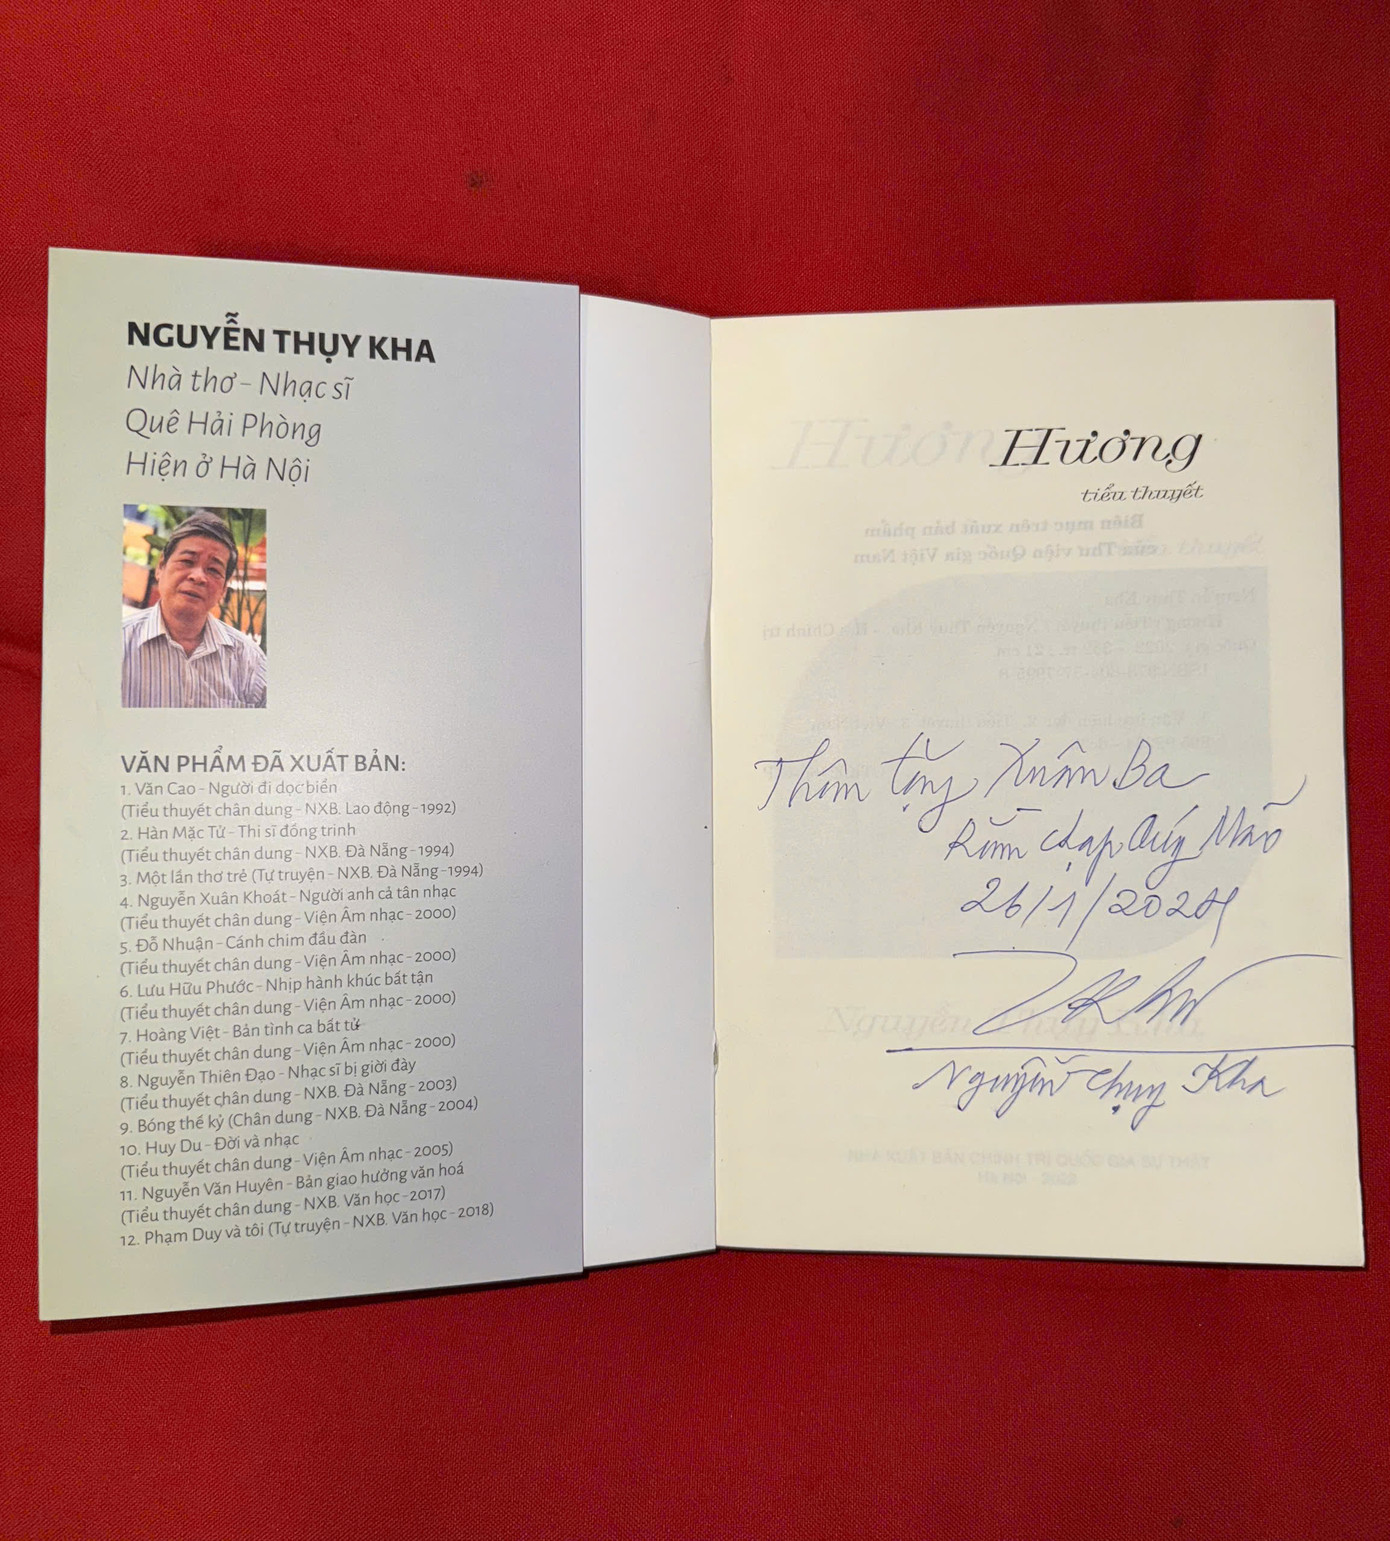 NGUYỄN THỤY KHA
Nhà thơ - Nhạc sĩ
Quê Hải Phòng
Hiện ở Hà Nội
VĂN PHẨM ĐÃ XUẤT BẢN:
1. Văn Cao - Người đi dọc biển
(Tiểu thuyết chân dung - NXB. Lao động - 1992)
2. Hàn Mặc Tử - Thi sĩ đồng trinh
(Tiểu thuyết chân dung - NXB. Đà Nẵng - 1994)
3. Một lần thơ trẻ (Tự truyện - NXB. Đà Nẵng - 1994)
4. Nguyễn Xuân Khoát - Người anh cả tân nhạc
(Tiểu thuyết chân dung - Viện Âm nhạc - 2000)
5. Đỗ Nhuận - Cánh chim đầu đàn
(Tiểu thuyết chân dung - Viện Âm nhạc - 2000)
6. Lưu Hữu Phước - Nhịp hành khúc bất tận
(Tiểu thuyết chân dung - Viện Âm nhạc - 2000)
7. Hoàng Việt - Bản tình ca bất tử
(Tiểu thuyết chân dung - Viện Âm nhạc - 2000)
8. Nguyễn Thiên Đạo - Nhạc sĩ bị giời đày
(Tiểu thuyết chân dung - NXB. Đà Nẵng - 2003)
9. Bóng thế kỷ (Chân dung - NXB. Đà Nẵng - 2004)
10. Huy Du - Đời và nhạc
(Tiểu thuyết chân dung - Viện Âm nhạc - 2005)
11. Nguyễn Văn Huyên - Bản giao hưởng văn hoá
(Tiểu thuyết chân dung - NXB. Văn học - 2017)
12. Phạm Duy và tôi (Tự truyện - NXB. Văn học - 2018)
Hương
tiểu thuyết
Thân tặng Xuân Ba
Rằm chạp Quý Mão
26/1/2024
Nguyễn Thụy Kha